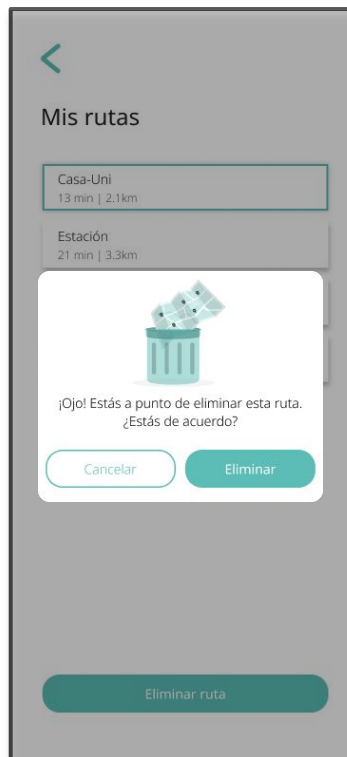 Mis rutas
Casa-Uni
13 min | 2.1km
Estación
21 min | 3.3km
¡Ojo! Estás a punto de eliminar esta ruta.
¿Estás de acuerdo?
Cancelar
Eliminar
Eliminar ruta